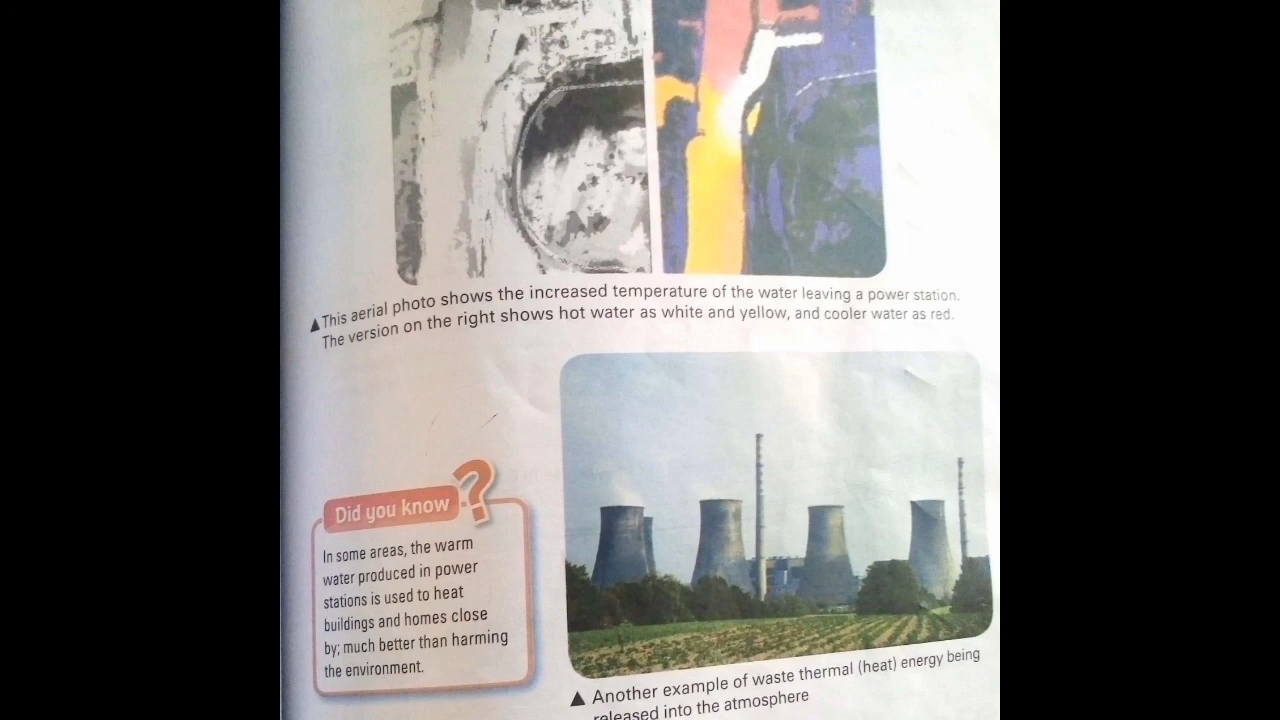 ▲This aerial photo shows the increased temperature of the water leaving a power station.
The version on the right shows hot water as white and yellow, and cooler water as red.
Did you know ?
In some areas, the warm
water produced in power
stations is used to heat
buildings and homes close
by; much better than harming
the environment.
▲ Another example of waste thermal (heat) energy being
released into the atmosphere